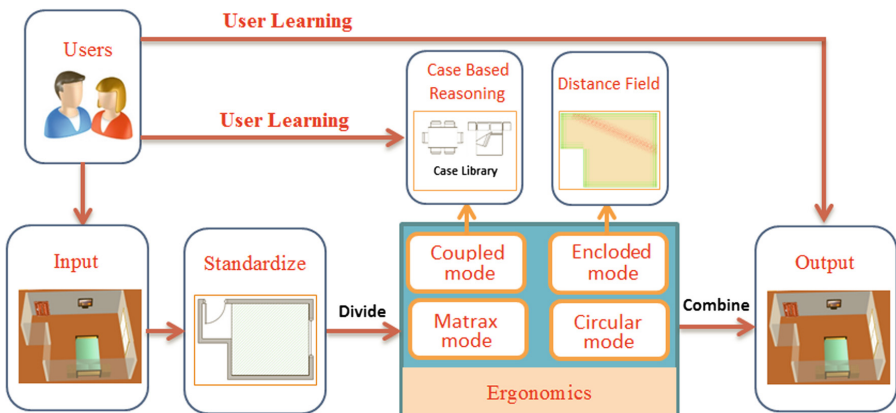 Users
User Learning
User Learning
Case Based
Reasoning
Case Library
Distance Field
Input
Standardize
Divide
Coupled
mode
Encloded
mode
Matrax
mode
Circular
mode
Ergonomics
Combine
Output